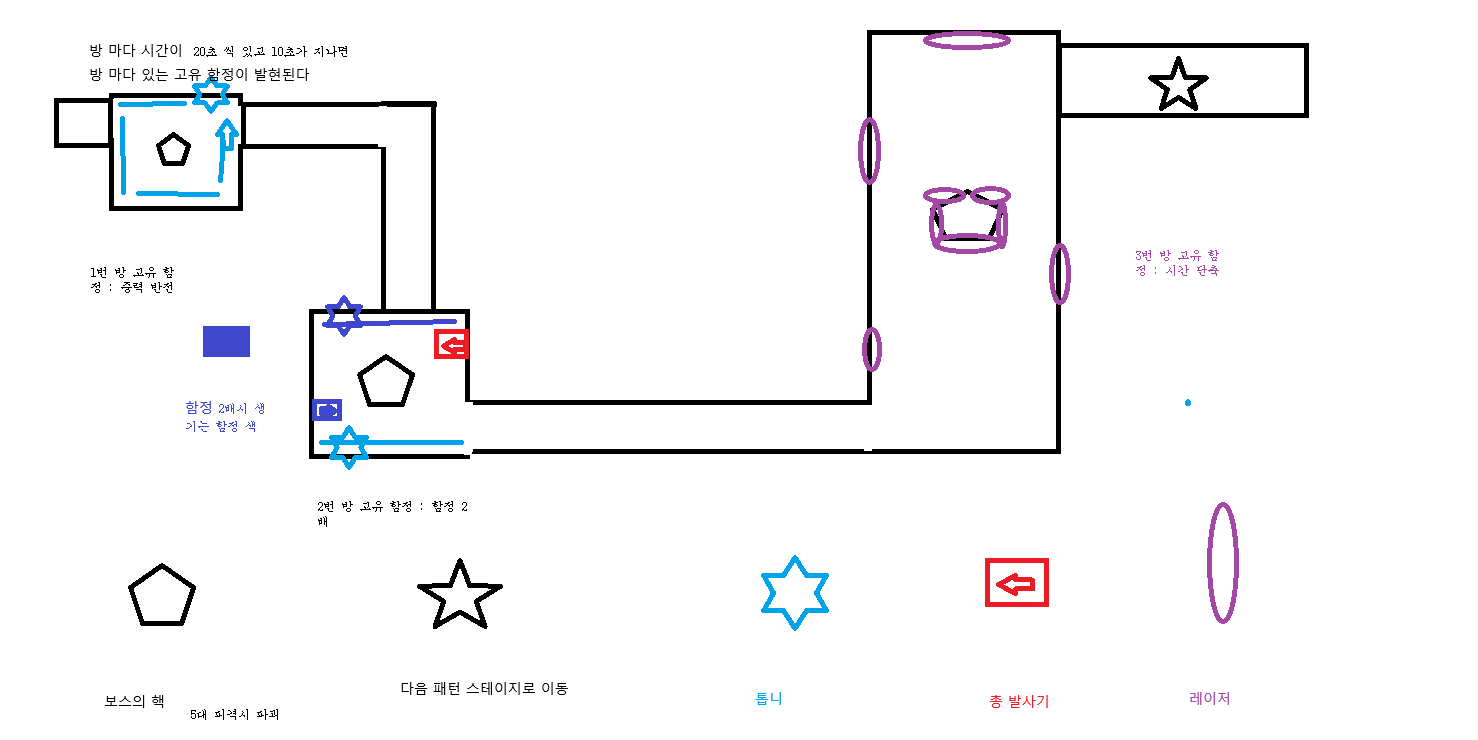 방 마다 시간이 20초 씩 있고 10초가 지나면
방 마다 있는 고유 함정이 발현된다
1번 방 고유 함
정 : 중력 반전
3번 방 고유 함
정 : 시간 단축
함정 2배시 생
기는 함정 색
2번 방 고유 함정 : 함정 2
배
보스의 핵
5대 피격시 파괴
다음 패턴 스테이지로 이동
톱니
총 발사기
레이저